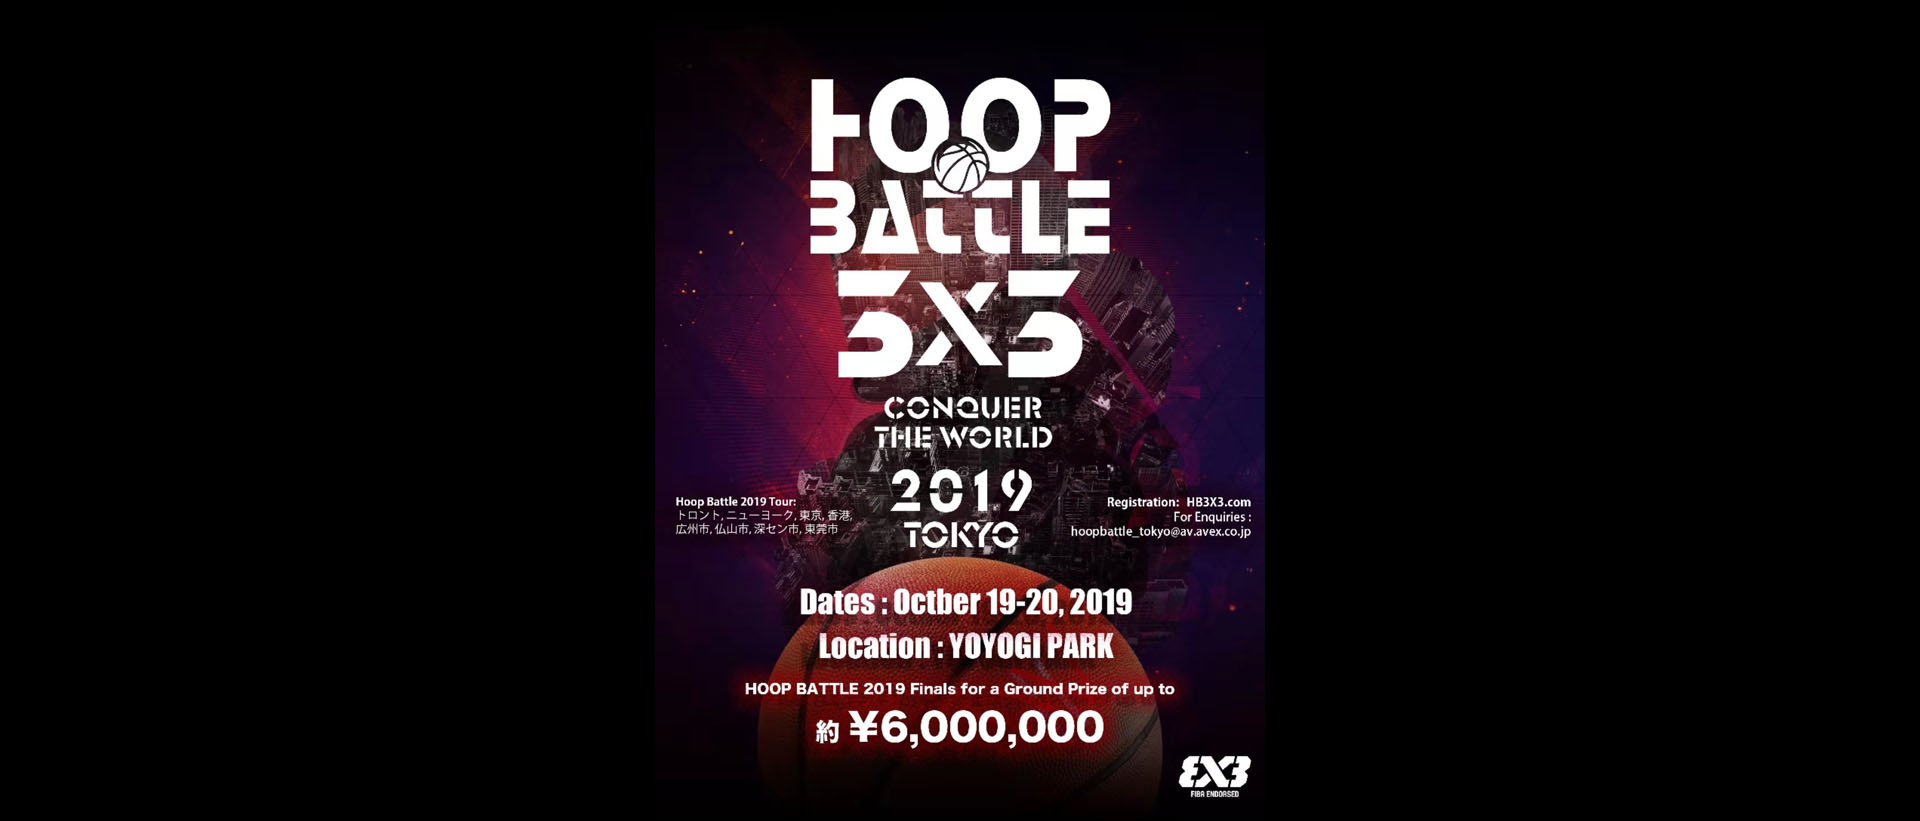 HOOP
BATTLE
3X3
CONQUER
THE WORLD
2019
TOKYO
Hoop Battle 2019 Tour:
トロント, ニューヨーク, 東京, 香港,
広州市, 仏山市, 深セン市, 東莞市
Registration: HB3X3.com
For Enquiries :
hoopbattle_tokyo@av.avex.co.jp
Dates : Octber 19-20, 2019
Location : YOYOGI PARK
HOOP BATTLE 2019 Finals for a Ground Prize of up to
約 ¥6,000,000
3X3
FIBA ENDORSED